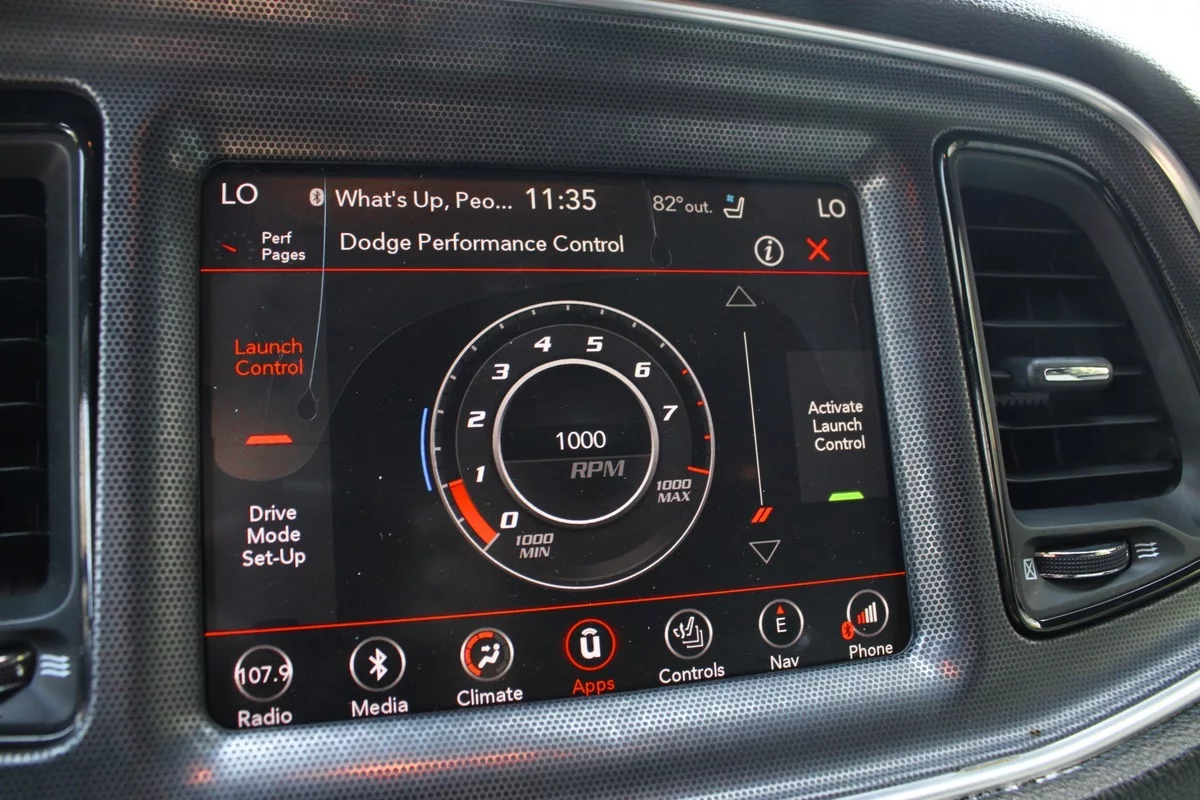 LO What's Up, Peo... 11:35 82° out. LO
Perf
Pages
Dodge Performance Control
i
Launch
Control
Drive
Mode
Set-Up
0
1
2
3
4
5
6
7
1000
RPM
1000
MIN
1000
MAX
Activate
Launch
Control
107.9
Radio
Media
Climate
ū
Apps
Controls
E
Nav
Phone